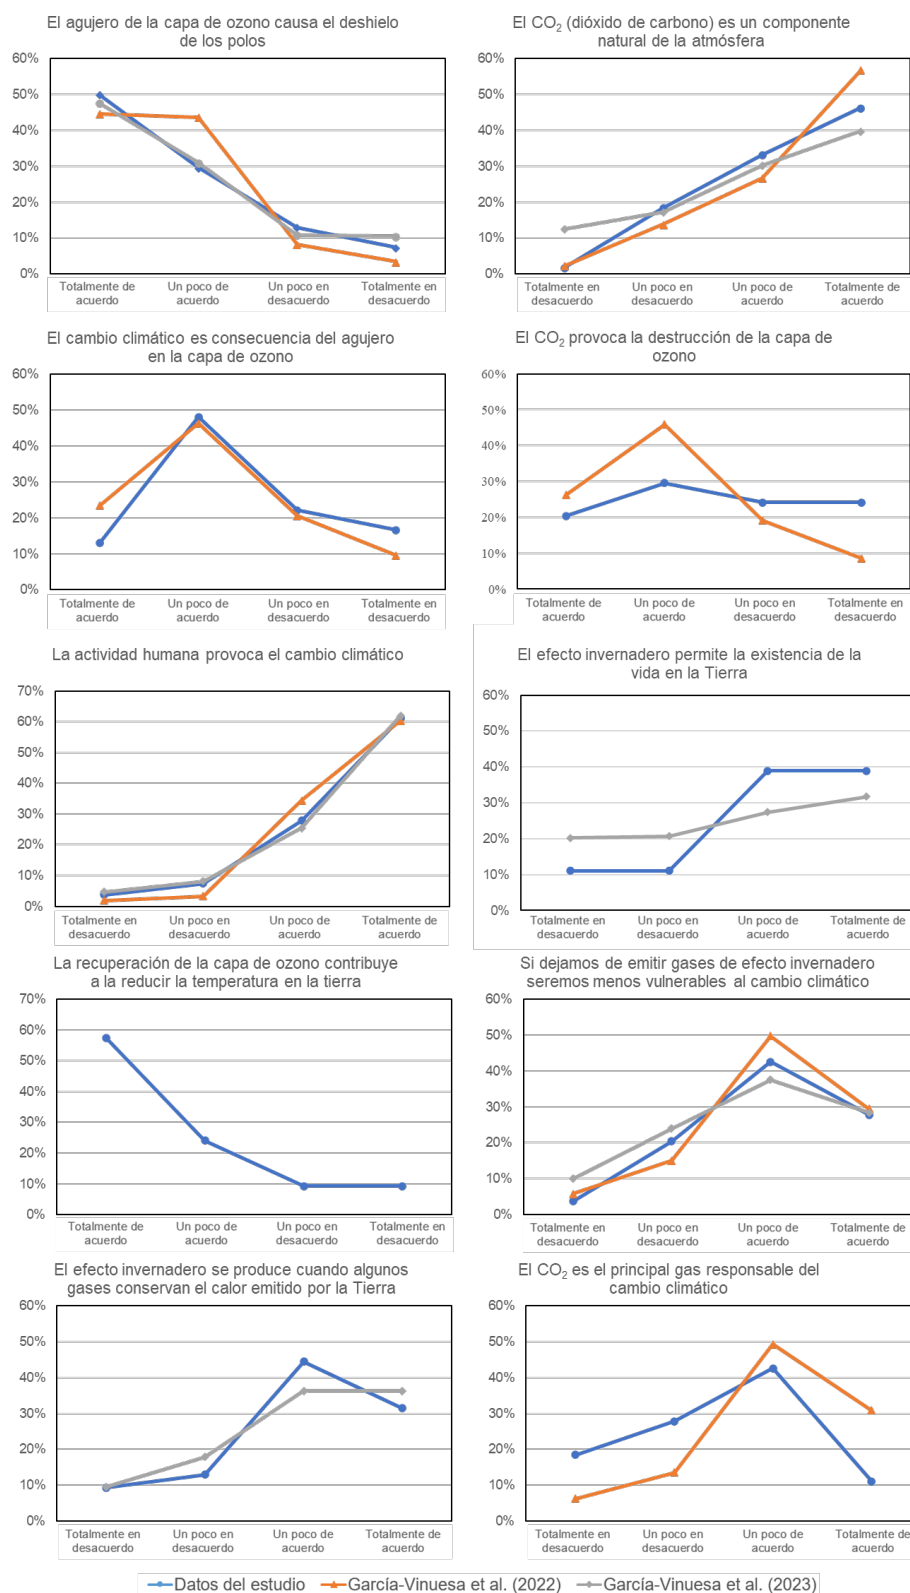 El agujero de la capa de ozono causa el deshielo
de los polos
60%
50%
40%
30%
20%
10%
0%
Totalmente de acuerdo
Un poco de acuerdo
Un poco en desacuerdo
Totalmente en desacuerdo
El CO₂ (dióxido de carbono) es un componente
natural de la atmósfera
60%
50%
40%
30%
20%
10%
0%
Totalmente en desacuerdo
Un poco en desacuerdo
Un poco de acuerdo
Totalmente de acuerdo
El cambio climático es consecuencia del agujero
en la capa de ozono
60%
50%
40%
30%
20%
10%
0%
Totalmente de acuerdo
Un poco de acuerdo
Un poco en desacuerdo
Totalmente en desacuerdo
El CO₂ provoca la destrucción de la capa de
ozono
60%
50%
40%
30%
20%
10%
0%
Totalmente de acuerdo
Un poco de acuerdo
Un poco en desacuerdo
Totalmente en desacuerdo
La actividad humana provoca el cambio climático
70%
60%
50%
40%
30%
20%
10%
0%
Totalmente en desacuerdo
Un poco en desacuerdo
Un poco de acuerdo
Totalmente de acuerdo
El efecto invernadero permite la existencia de la
vida en la Tierra
60%
50%
40%
30%
20%
10%
0%
Totalmente en desacuerdo
Un poco en desacuerdo
Un poco de acuerdo
Totalmente de acuerdo
La recuperación de la capa de ozono contribuye
a la reducir la temperatura en la tierra
70%
60%
50%
40%
30%
20%
10%
0%
Totalmente de acuerdo
Un poco de acuerdo
Un poco en desacuerdo
Totalmente en desacuerdo
Si dejamos de emitir gases de efecto invernadero
seremos menos vulnerables al cambio climático
60%
50%
40%
30%
20%
10%
0%
Totalmente en desacuerdo
Un poco en desacuerdo
Un poco de acuerdo
Totalmente de acuerdo
El efecto invernadero se produce cuando algunos
gases conservan el calor emitido por la Tierra
60%
50%
40%
30%
20%
10%
0%
Totalmente en desacuerdo
Un poco en desacuerdo
Un poco de acuerdo
Totalmente de acuerdo
El CO₂ es el principal gas responsable del
cambio climático
60%
50%
40%
30%
20%
10%
0%
Totalmente en desacuerdo
Un poco en desacuerdo
Un poco de acuerdo
Totalmente de acuerdo
Datos del estudio
García-Vinuesa et al. (2022)
García-Vinuesa et al. (2023)